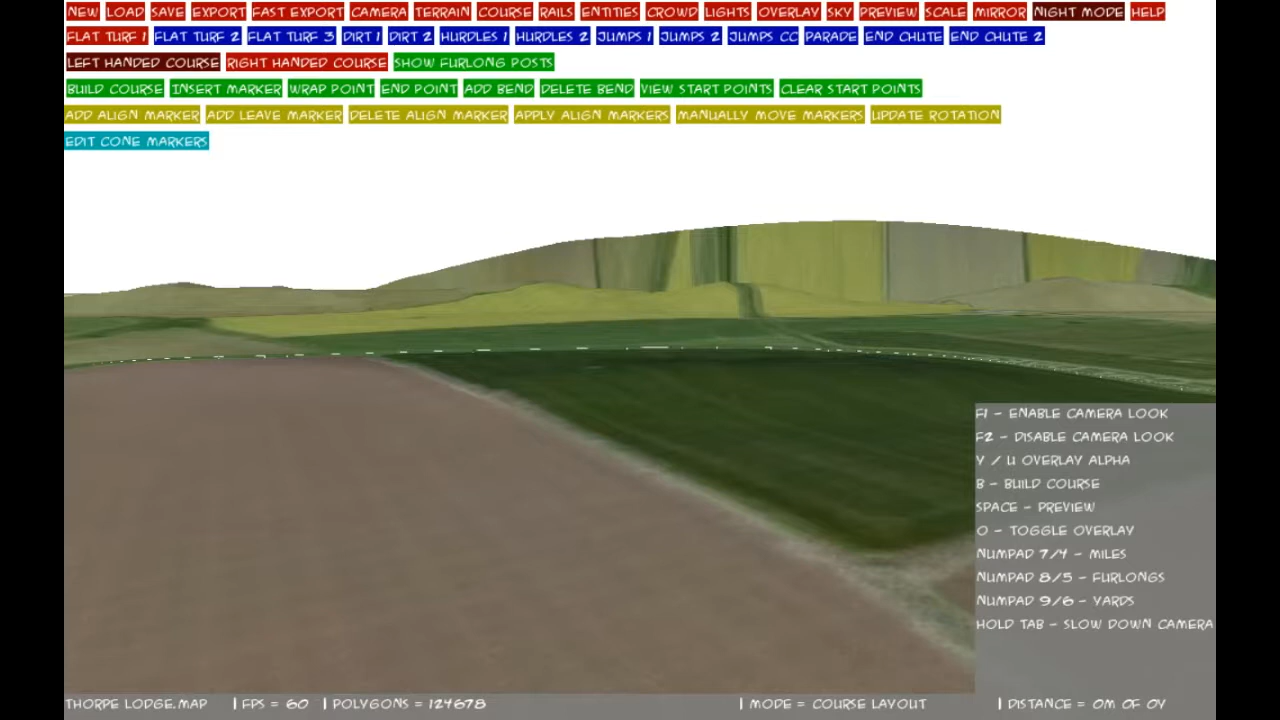 NEW LOAD SAVE EXPORT FAST EXPORT CAMERA TERRAIN COURSE RAILS ENTITIES CROWD LIGHTS OVERLAY SKY PREVIEW SCALE MIRROR NIGHT MODE HELP
FLAT TURF 1 FLAT TURF 2 FLAT TURF 3 DIRT 1 DIRT 2 HURDLES 1 HURDLES 2 JUMPS 1 JUMPS 2 JUMPS CC PARADE END CHUTE END CHUTE 2
LEFT HANDED COURSE RIGHT HANDED COURSE SHOW FURLONG POSTS
BUILD COURSE INSERT MARKER WRAP POINT END POINT ADD BEND DELETE BEND VIEW START POINTS CLEAR START POINTS
ADD ALIGN MARKER ADD LEAVE MARKER DELETE ALIGN MARKER APPLY ALIGN MARKERS MANUALLY MOVE MARKERS UPDATE ROTATION
EDIT CONE MARKERS
F1 - ENABLE CAMERA LOOK
F2 - DISABLE CAMERA LOOK
Y / U OVERLAY ALPHA
B - BUILD COURSE
SPACE - PREVIEW
O - TOGGLE OVERLAY
NUMPAD 7/4 - MILES
NUMPAD 8/5 - FURLONGS
NUMPAD 9/6 - YARDS
HOLD TAB - SLOW DOWN CAMERA
THORPE LODGE.MAP | FPS = 60 | POLYGONS = 124678 | MODE = COURSE LAYOUT | DISTANCE = 0M 0F 0Y